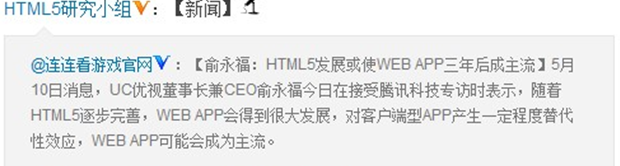 HTML5研究小组：【新闻】
@连连看游戏官网：【俞永福：HTML5发展或使WEB APP三年后成主流】5月
10日消息，UC优视董事长兼CEO俞永福今日在接受腾讯科技专访时表示，随着
HTML5逐步完善，WEB APP会得到很大发展，对客户端型APP产生一定程度替代
性效应，WEB APP可能会成为主流。